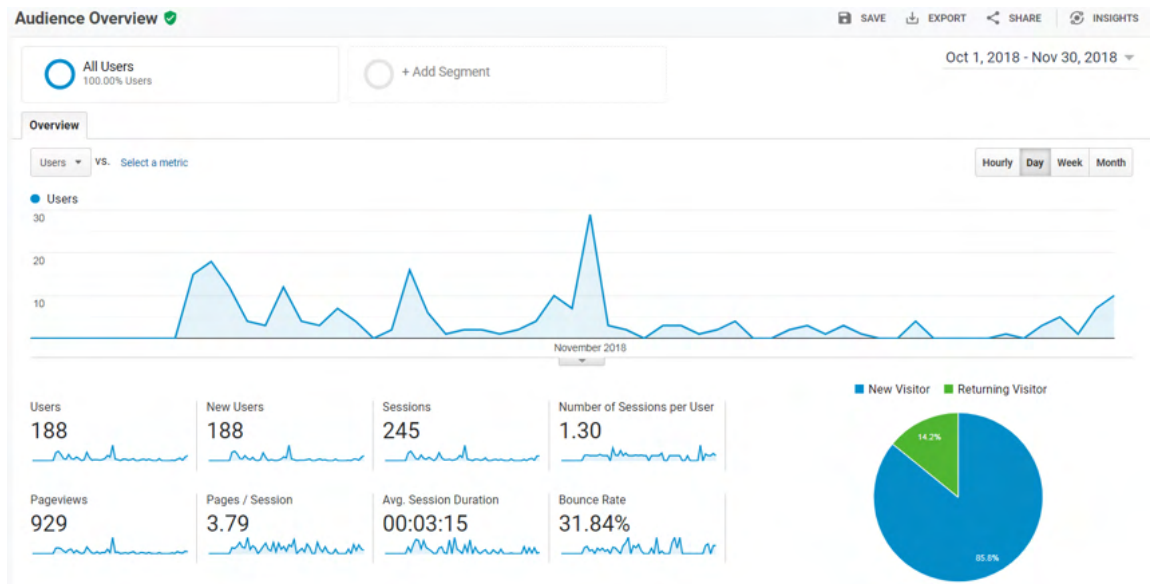 Audience Overview
SAVE
EXPORT
SHARE
INSIGHTS
All Users
100.00% Users
+ Add Segment
Oct 1, 2018 - Nov 30, 2018
Overview
Users
VS.
Select a metric
Hourly
Day
Week
Month
Users
30
20
10
November 2018
New Visitor
Returning Visitor
Users
188
New Users
188
Sessions
245
Number of Sessions per User
1.30
Pageviews
929
Pages / Session
3.79
Avg. Session Duration
00:03:15
Bounce Rate
31.84%
14.2%
85.8%